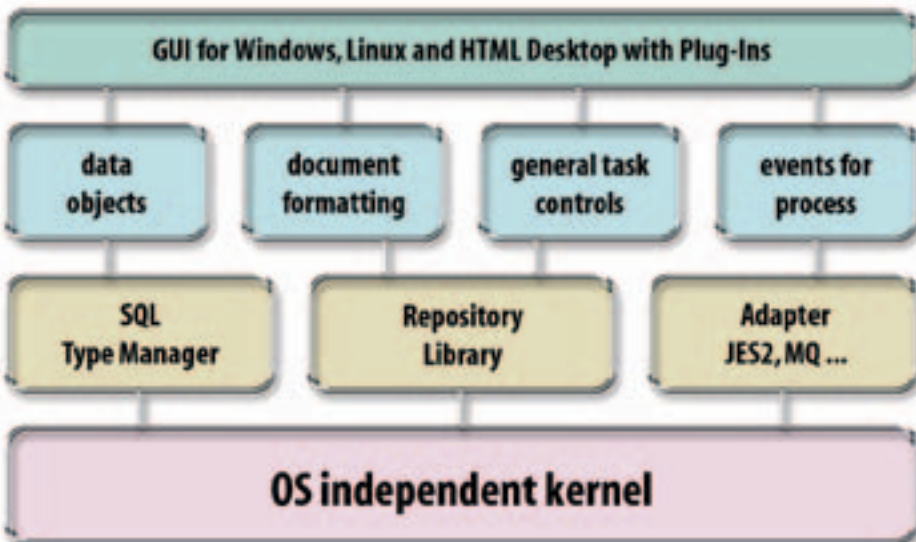 GUI for Windows, Linux and HTML Desktop with Plug-Ins
data
objects
document
formatting
general task
controls
events for
process
SQL
Type Manager
Repository
Library
Adapter
JES2, MQ ...
OS independent kernel